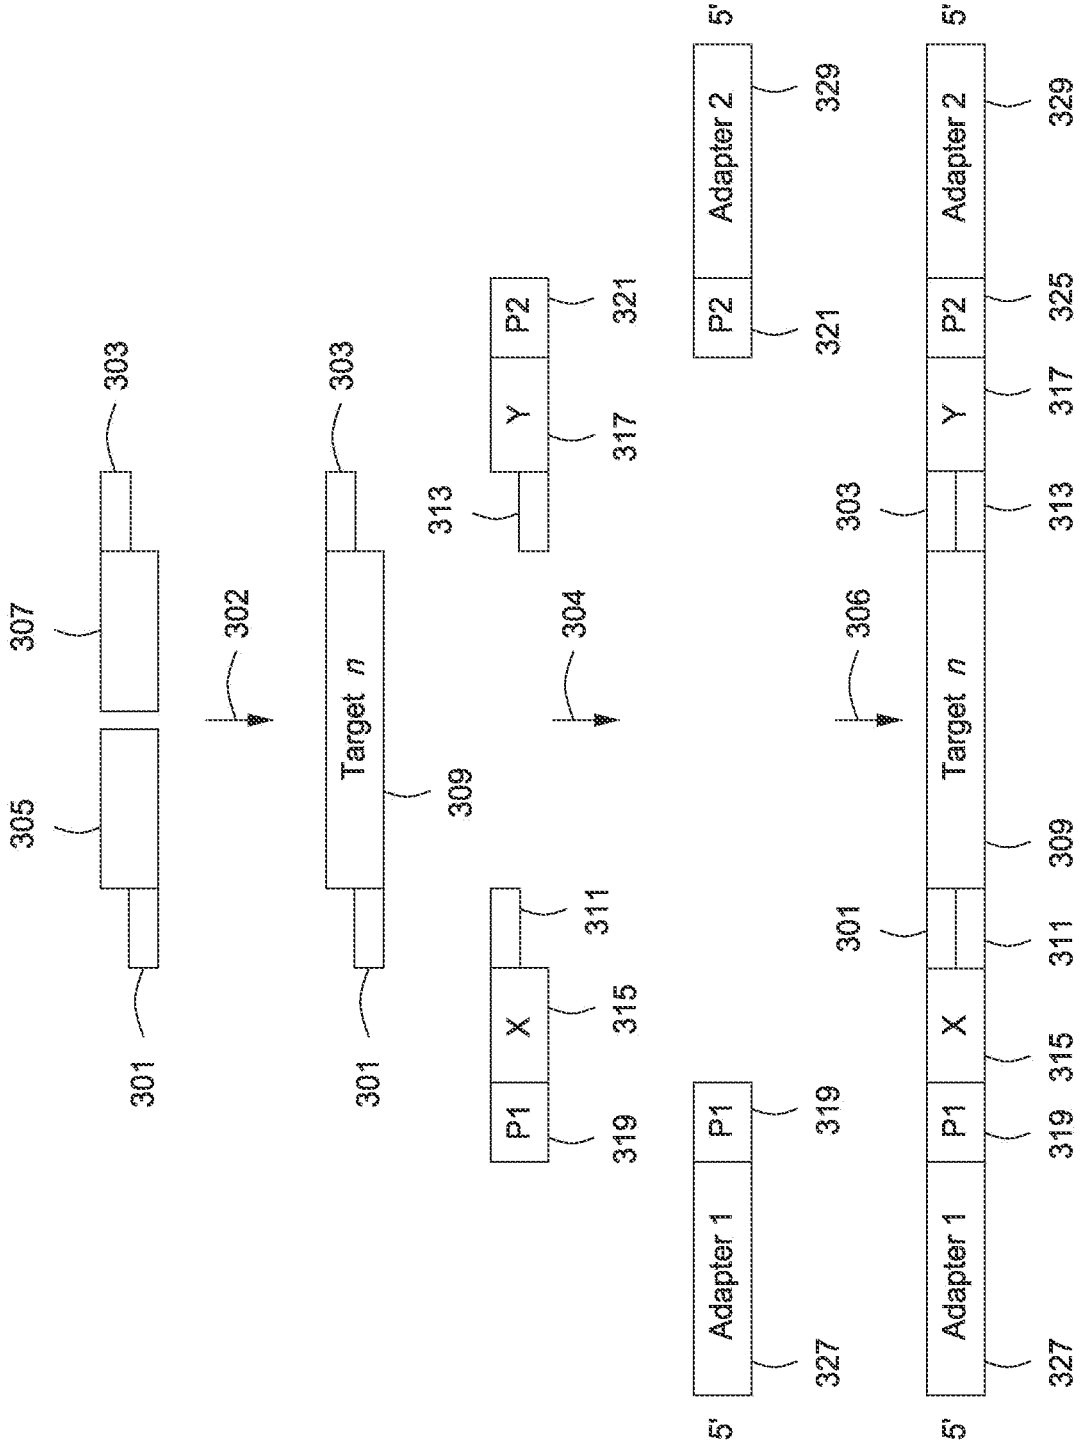 305 307
303
301
302
303
Target n
301
309
313
P1 X Y P2
311
304
319 315 317 321
5' Adapter 1 P1 P2 Adapter 2 5'
327 319 321 329
306
301 303
5' Adapter 1 P1 X Target n Y P2 Adapter 2 5'
327 319 315 311 309 313 317 325 329